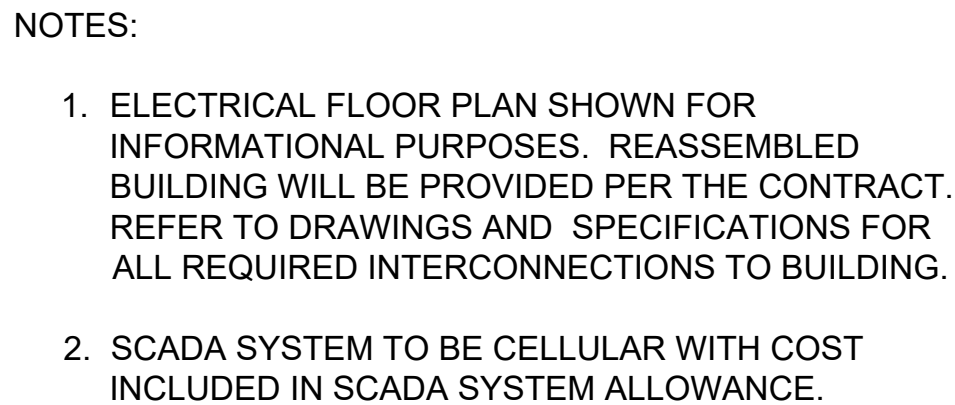 NOTES:
1. ELECTRICAL FLOOR PLAN SHOWN FOR
INFORMATIONAL PURPOSES. REASSEMBLED
BUILDING WILL BE PROVIDED PER THE CONTRACT.
REFER TO DRAWINGS AND SPECIFICATIONS FOR
ALL REQUIRED INTERCONNECTIONS TO BUILDING.
2. SCADA SYSTEM TO BE CELLULAR WITH COST
INCLUDED IN SCADA SYSTEM ALLOWANCE.